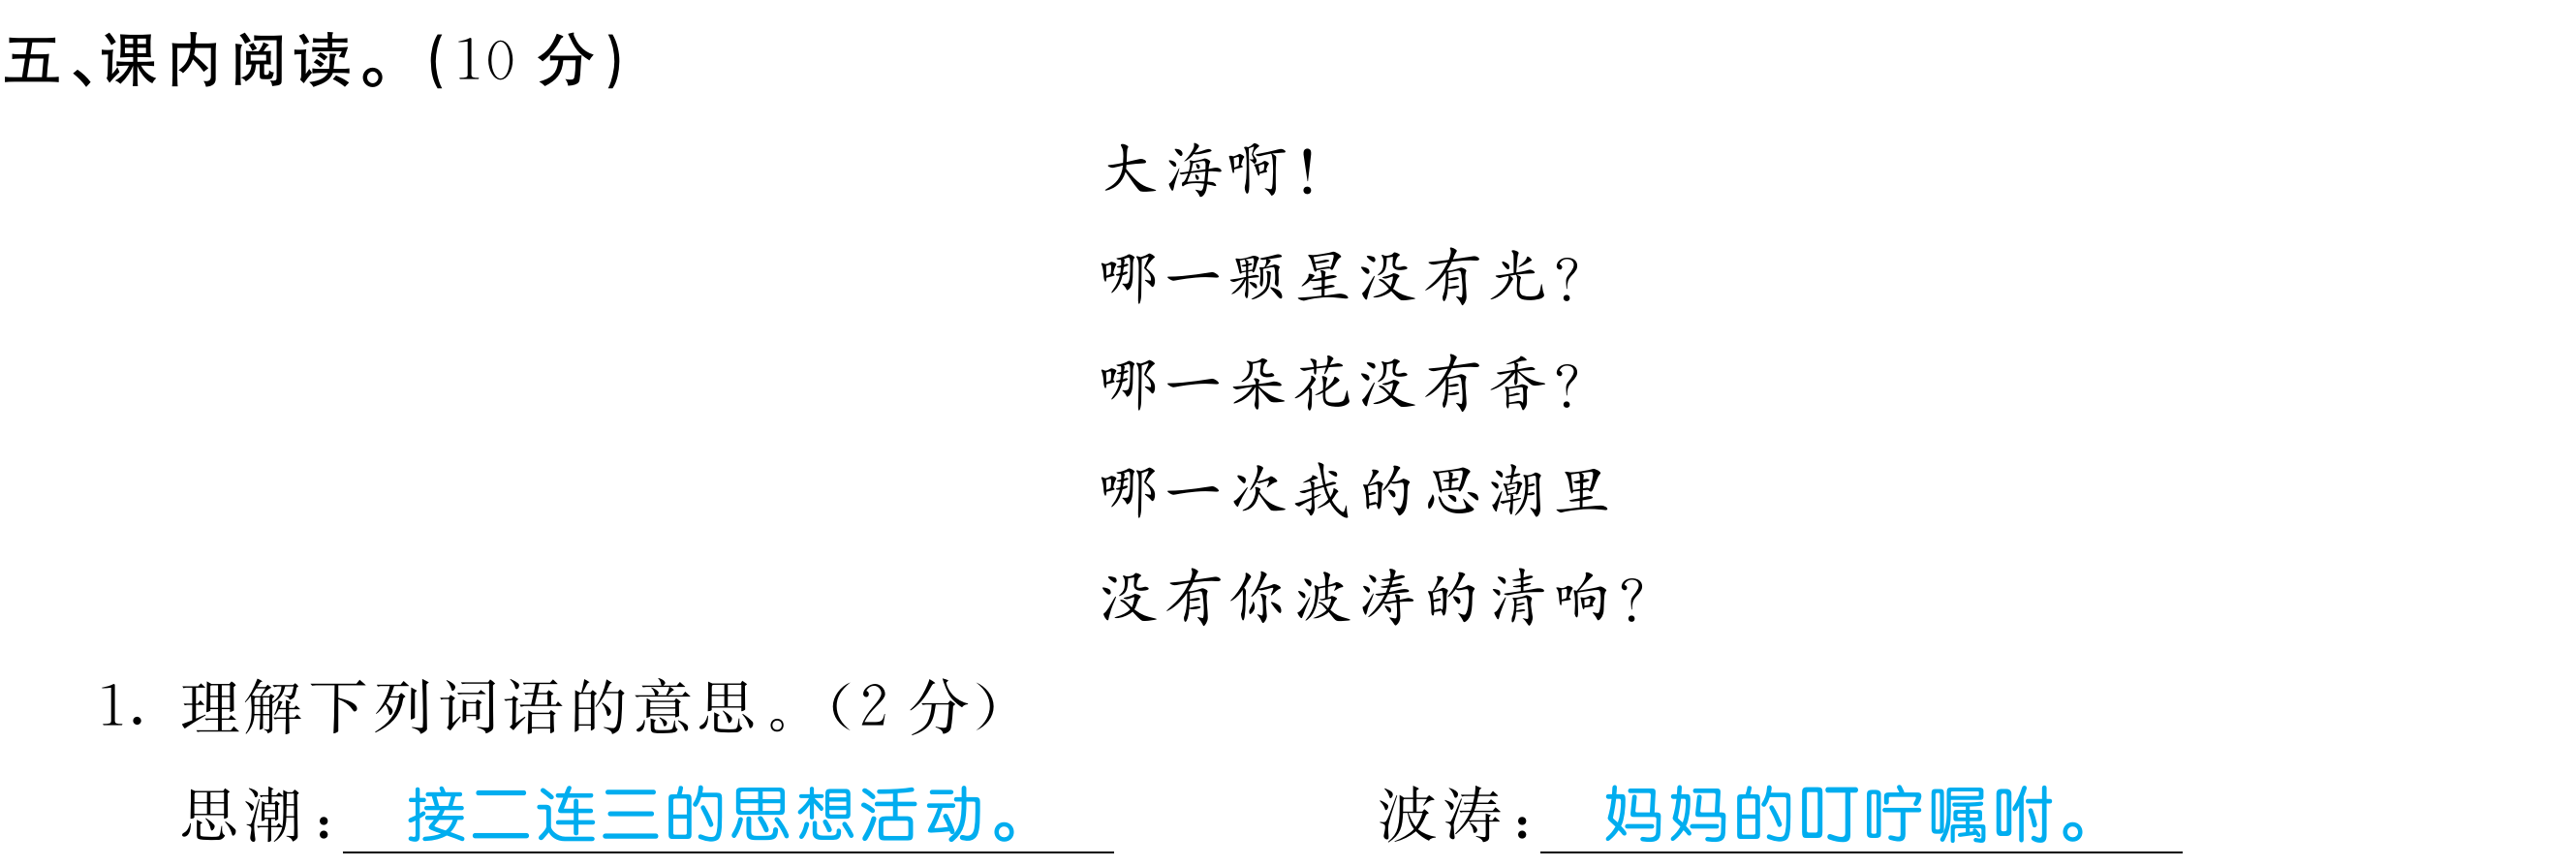 五、课内阅读。(10 分)
大海啊!
哪一颗星没有光?
哪一朵花没有香?
哪一次我的思潮里
没有你波涛的清响?
1. 理解下列词语的意思。(2 分)
思潮: 接二连三的思想活动。 波涛: 妈妈的叮咛嘱咐。